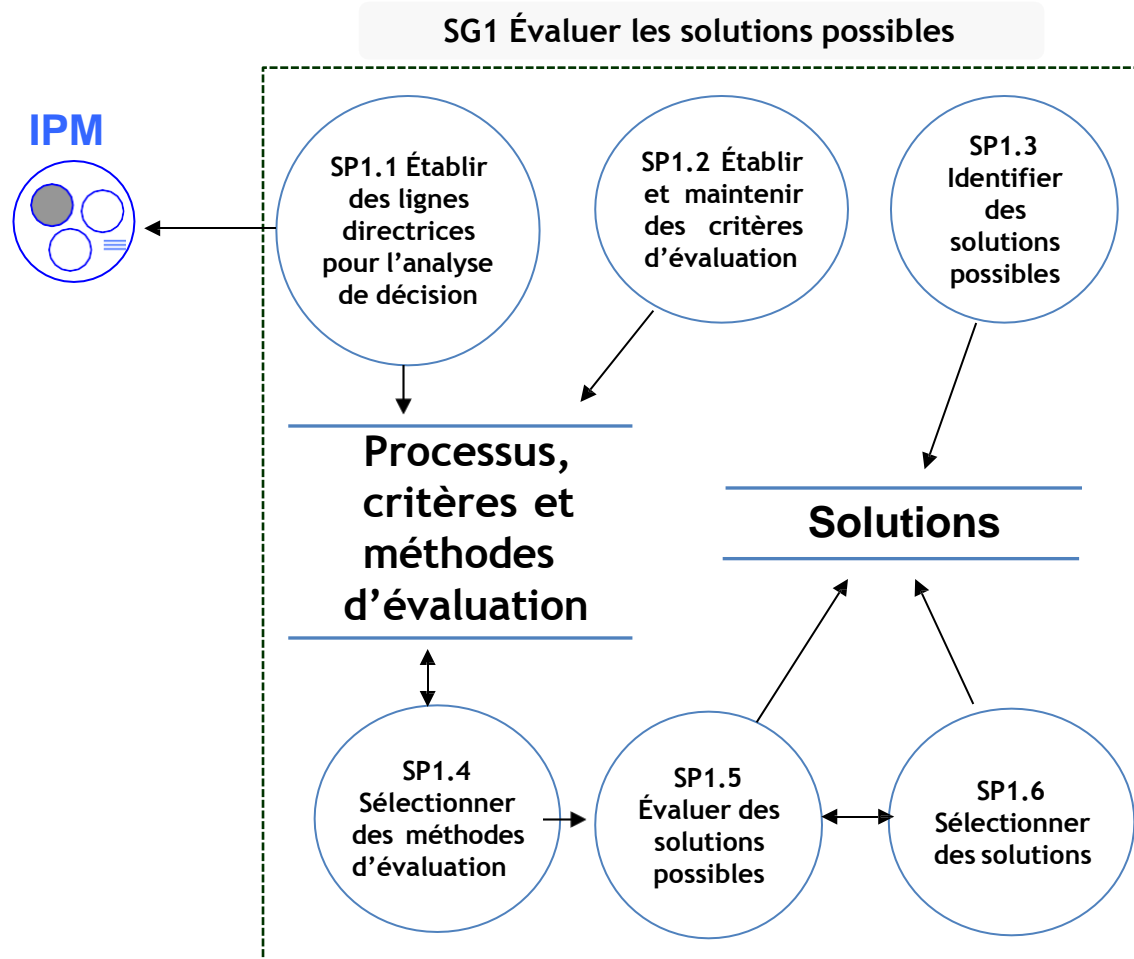 SG1 Évaluer les solutions possibles
IPM
SP1.1 Établir
des lignes
directrices
pour l’analyse
de décision
SP1.2 Établir
et maintenir
des critères
d’évaluation
SP1.3
Identifier
des
solutions
possibles
Processus,
critères et
méthodes
d’évaluation
Solutions
SP1.4
Sélectionner
des méthodes
d’évaluation
SP1.5
Évaluer des
solutions
possibles
SP1.6
Sélectionner
des solutions